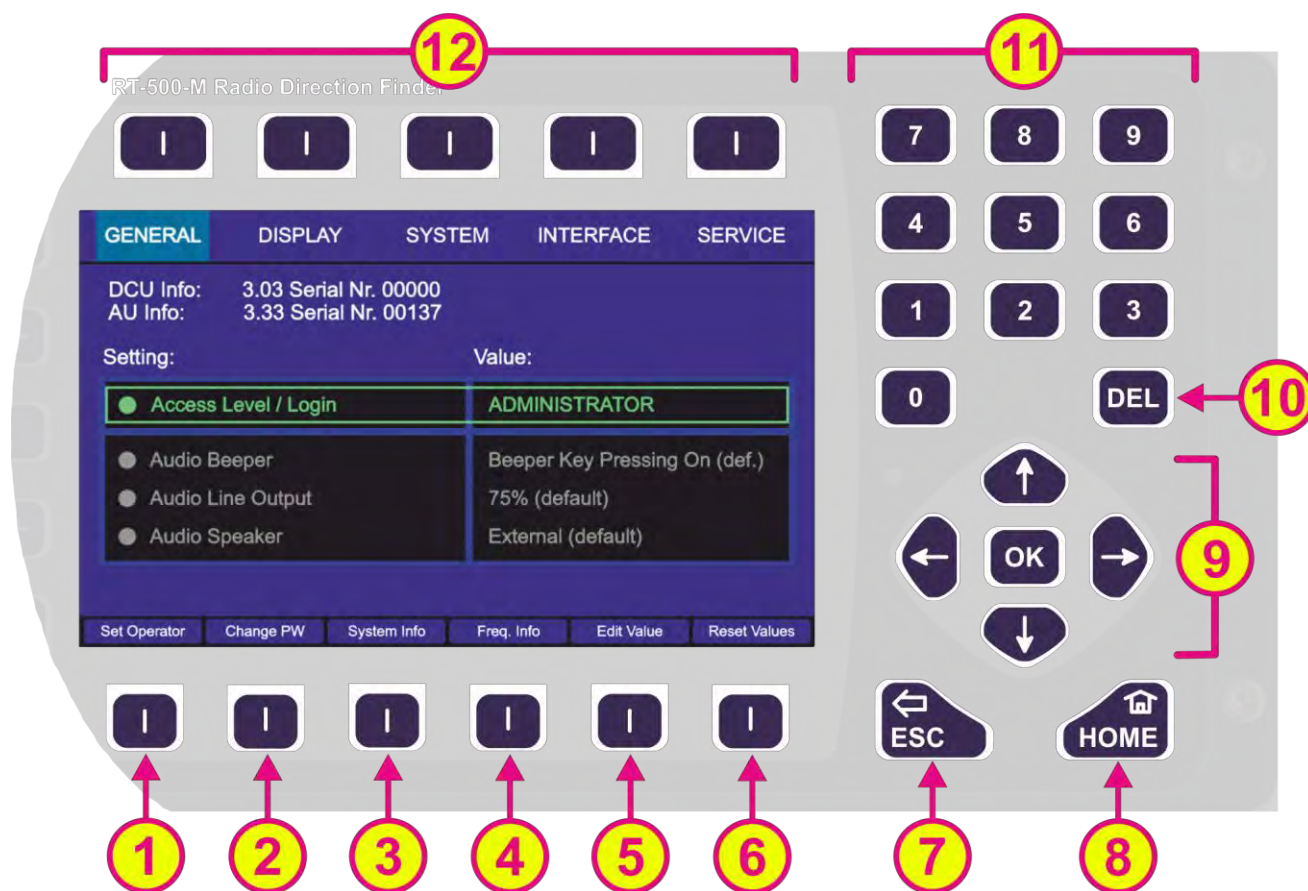 12
11
RT-500-M Radio Direction Finder
I I I I I
7 8 9
GENERAL DISPLAY SYSTEM INTERFACE SERVICE
4 5 6
DCU Info: 3.03 Serial Nr. 00000
AU Info: 3.33 Serial Nr. 00137
1 2 3
Setting: Value:
Access Level / Login ADMINISTRATOR
0 DEL
10
Audio Beeper Beeper Key Pressing On (def.)
Audio Line Output 75% (default)
Audio Speaker External (default)
OK
9
Set Operator Change PW System Info Freq. Info Edit Value Reset Values
I I I I I I
ESC HOME
1 2 3 4 5 6 7 8